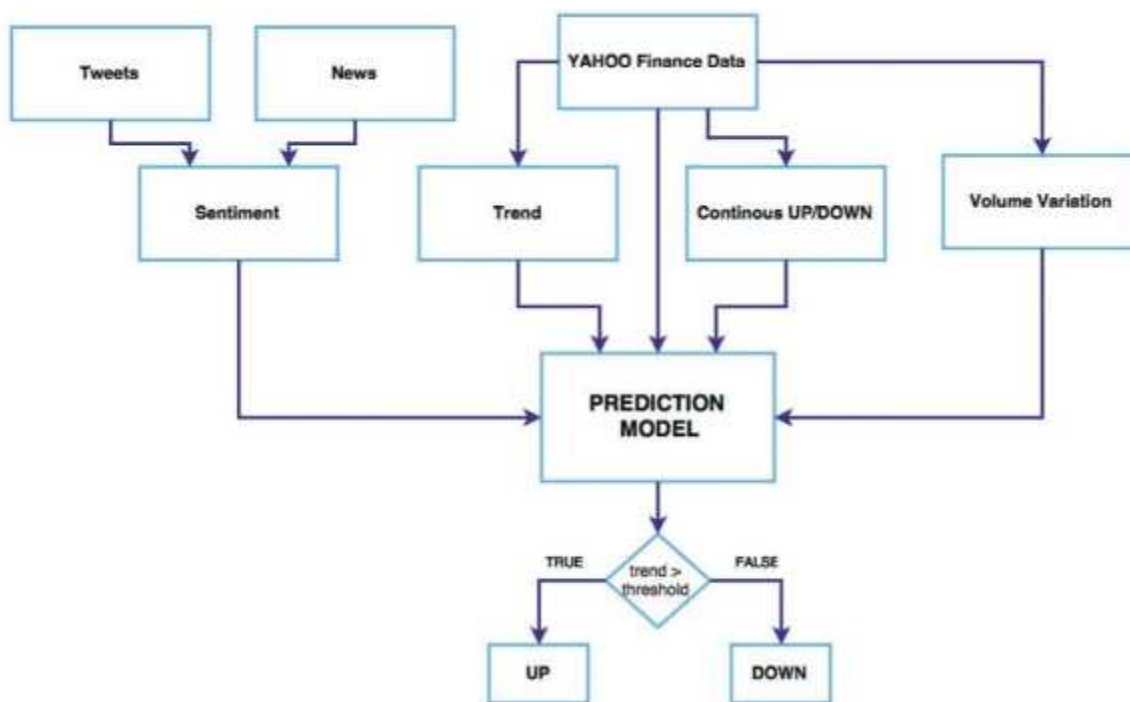 Tweets
News
YAHOO Finance Data
Sentiment
Trend
Continous UP/DOWN
Volume Variation
PREDICTION
MODEL
TRUE
trend >
threshold
FALSE
UP
DOWN